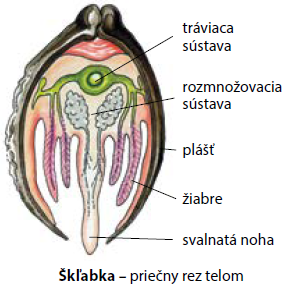 tráviaca
sústava
rozmnožovacia
sústava
plášť
žiabre
svalnatá noha
Škľabka – priečny rez telom